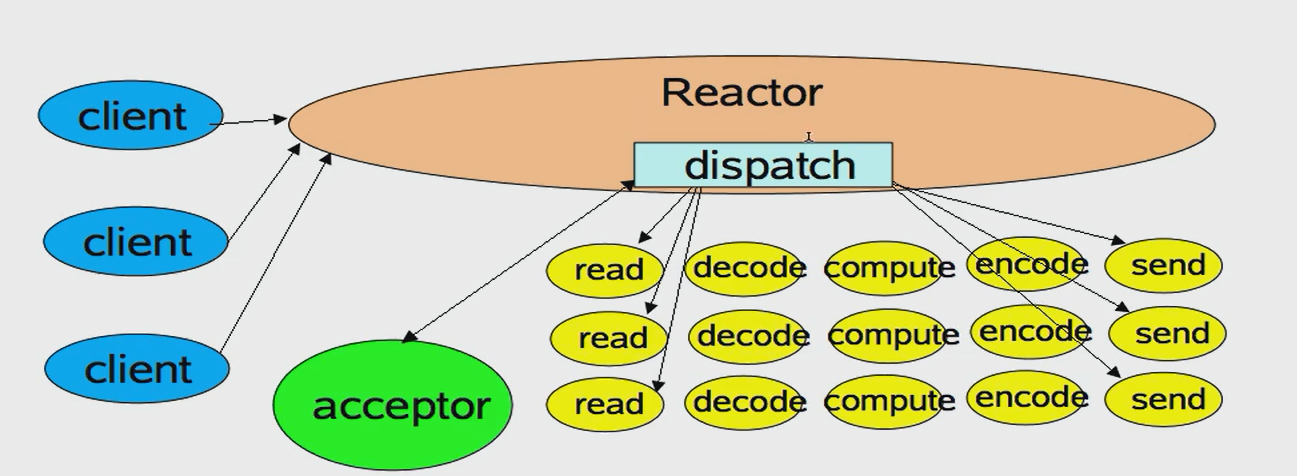 Reactor
client
dispatch
client
read decode compute encode send
read decode compute encode send
client
acceptor
read decode compute encode send